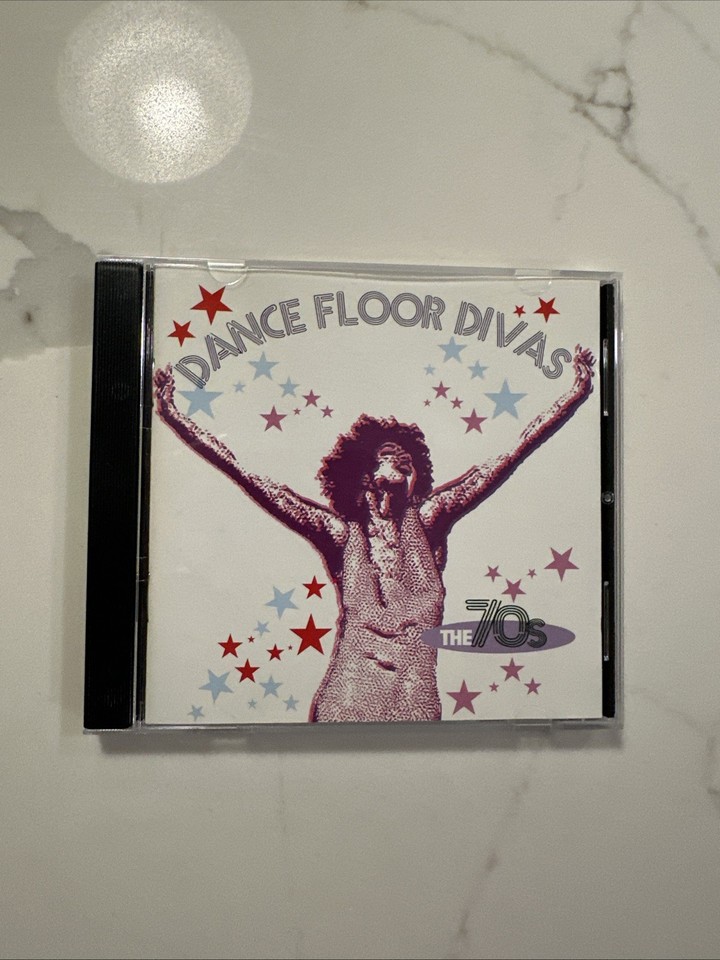 DANCE FLOOR DIVAS
THE 70s